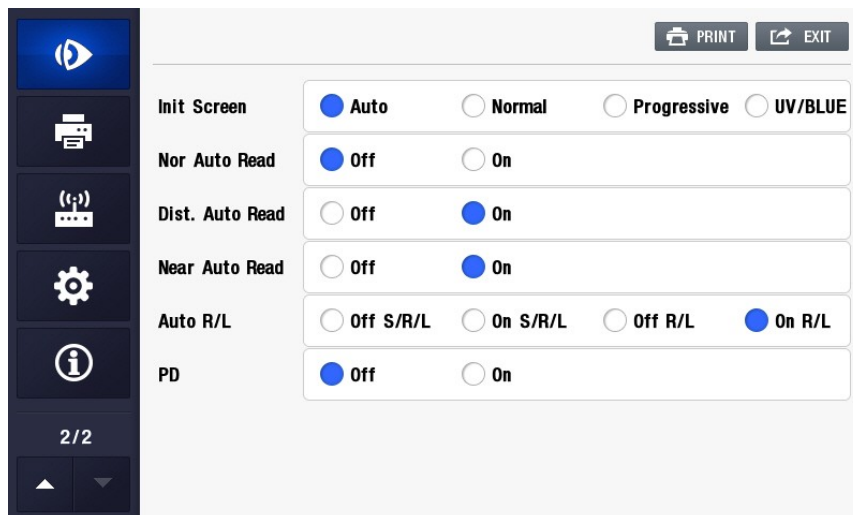 PRINT EXIT
Init Screen Auto Normal Progressive UV/BLUE
Nor Auto Read Off On
Dist. Auto Read Off On
Near Auto Read Off On
Auto R/L Off S/R/L On S/R/L Off R/L On R/L
PD Off On
2/2